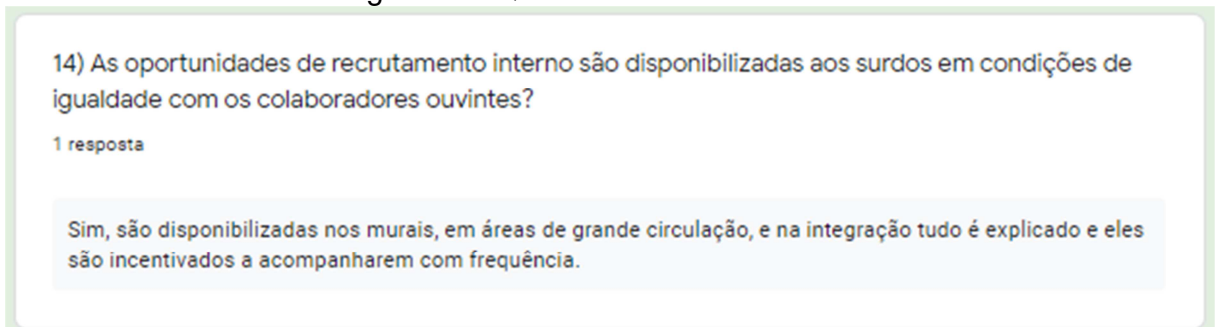 14) As oportunidades de recrutamento interno são disponibilizadas aos surdos em condições de
igualdade com os colaboradores ouvintes?
1 resposta
Sim, são disponibilizadas nos murais, em áreas de grande circulação, e na integração tudo é explicado e eles
são incentivados a acompanharem com frequência.